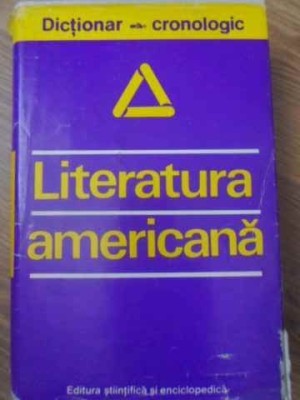 Dicționar cronologic
Literatura
americană
Editura științifică și enciclopedică